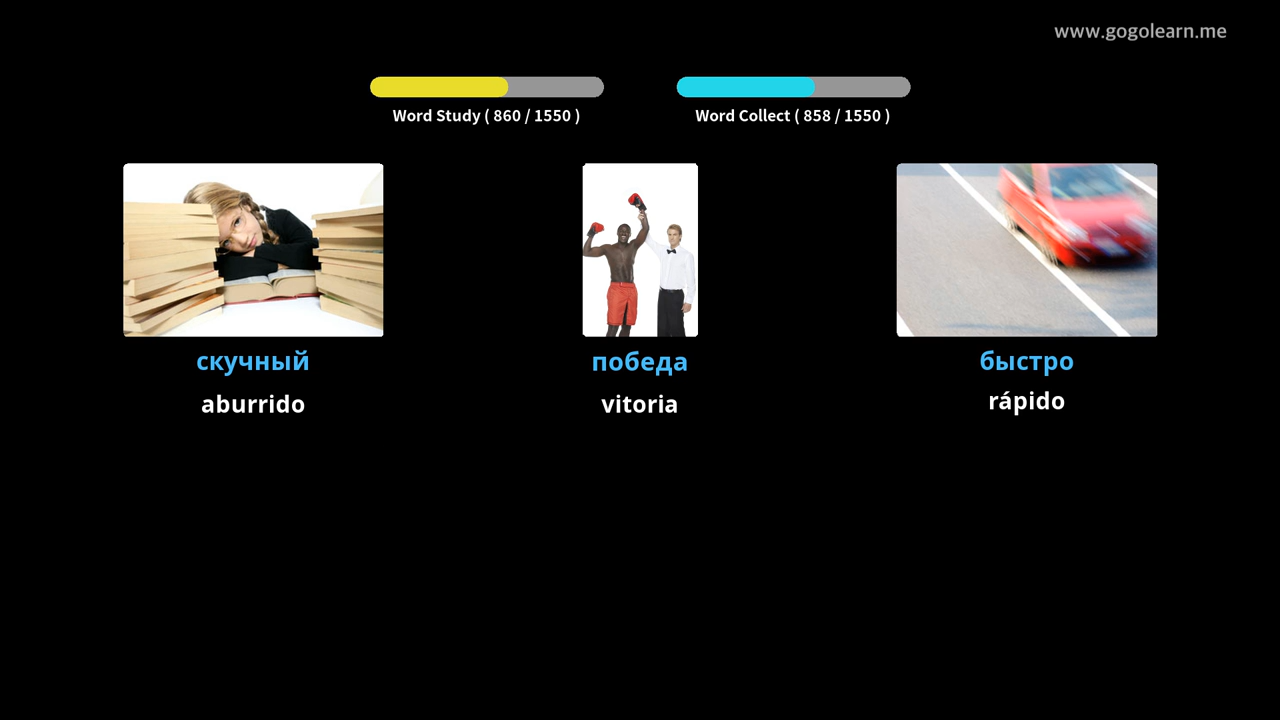 www.gogolearn.me
Word Study ( 860 / 1550 )
Word Collect ( 858 / 1550 )
скучный
победа
быстро
aburrido
vitoria
rápido